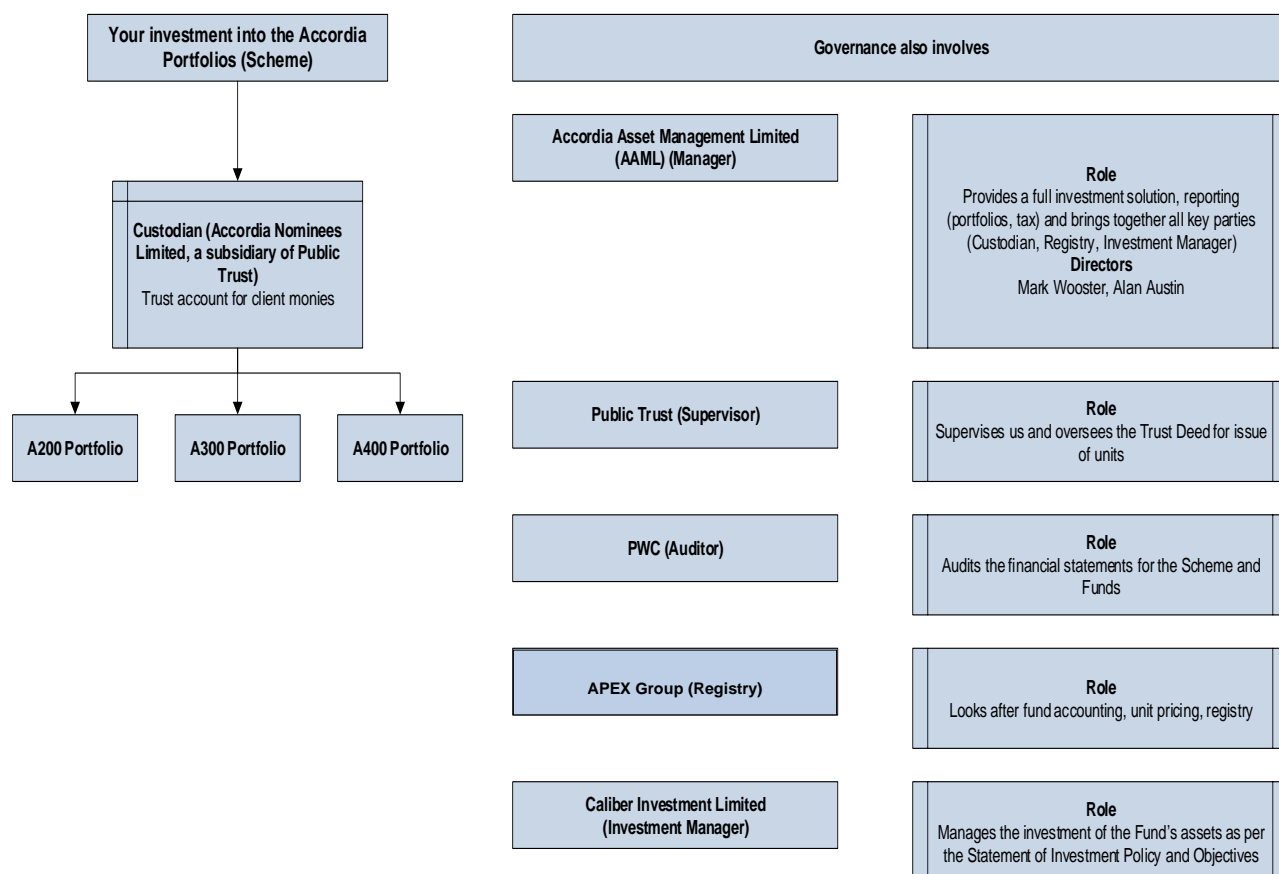 Your investment into the Accordia
Portfolios (Scheme)
Custodian (Accordia Nominees
Limited, a subsidiary of Public
Trust)
Trust account for client monies
A200 Portfolio
A300 Portfolio
A400 Portfolio
Governance also involves
Accordia Asset Management Limited
(AAML) (Manager)
Role
Provides a full investment solution, reporting
(portfolios, tax) and brings together all key parties
(Custodian, Registry, Investment Manager)
Directors
Mark Wooster, Alan Austin
Public Trust (Supervisor)
Role
Supervises us and oversees the Trust Deed for issue
of units
PWC (Auditor)
Role
Audits the financial statements for the Scheme and
Funds
APEX Group (Registry)
Role
Looks after fund accounting, unit pricing, registry
Caliber Investment Limited
(Investment Manager)
Role
Manages the investment of the Fund’s assets as per
the Statement of Investment Policy and Objectives